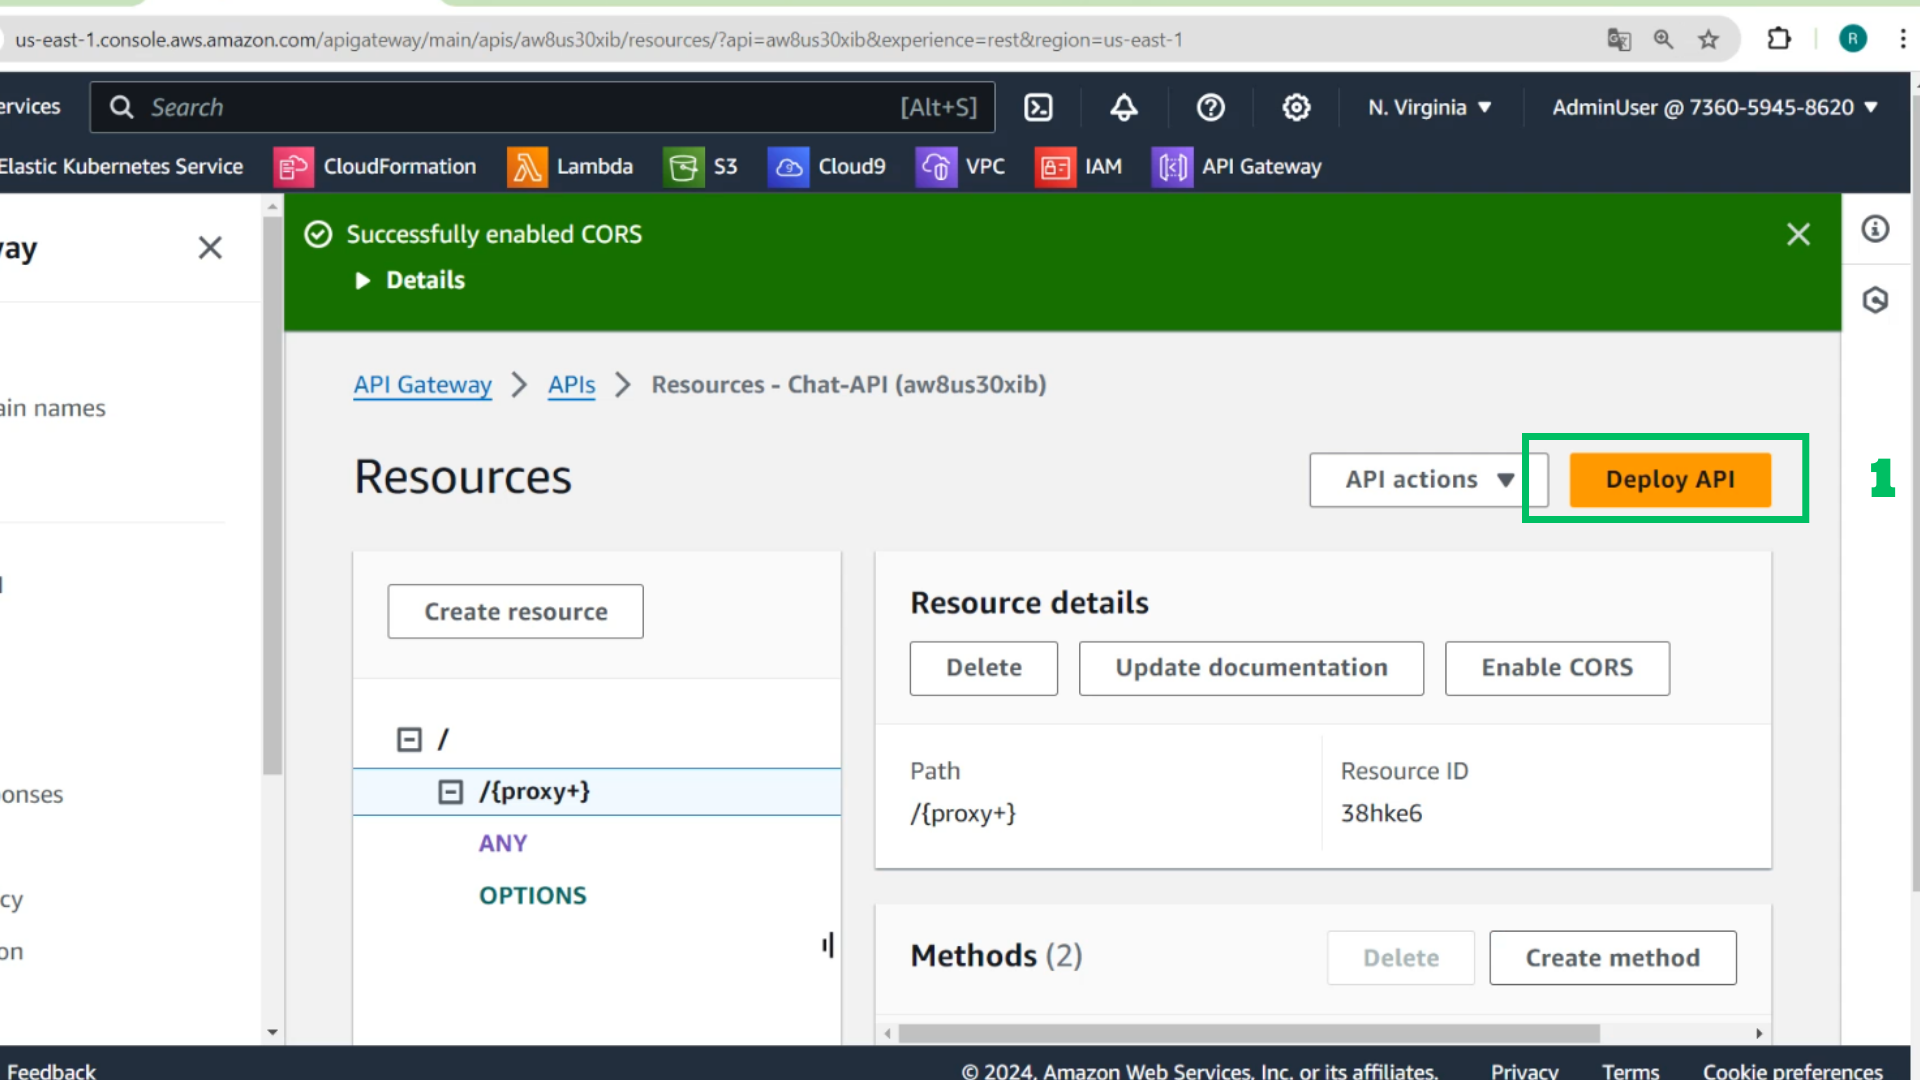 us-east-1.console.aws.amazon.com/apigateway/main/apis/aw8us30xib/resources/?api=aw8us30xib&experience=rest&region=us-east-1
R
ervices
Search
[Alt+S]
N. Virginia
AdminUser @ 7360-5945-8620
Elastic Kubernetes Service
CloudFormation
Lambda
S3
Cloud9
VPC
IAM
API Gateway
way
Successfully enabled CORS
Details
API Gateway
APIs
Resources - Chat-API (aw8us30xib)
ain names
Resources
API actions
Deploy API
1
Create resource
Resource details
Delete
Update documentation
Enable CORS
/
Path
Resource ID
/{proxy+}
/{proxy+}
38hke6
onses
ANY
OPTIONS
cy
on
Methods (2)
Delete
Create method
Feedback
© 2024, Amazon Web Services, Inc. or its affiliates.
Privacy
Terms
Cookie preferences